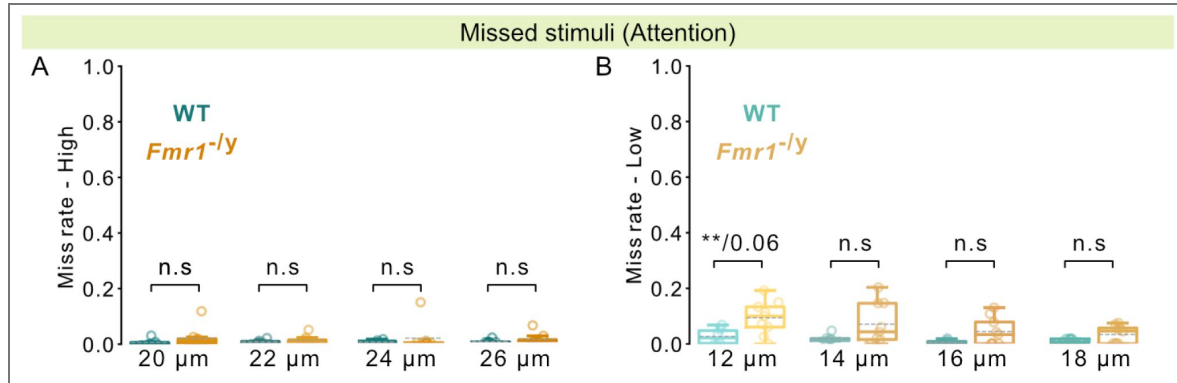 Missed stimuli (Attention)
A
Miss rate - High
1.0
0.8
0.6
0.4
0.2
0.0
WT
Fmr1-/y
n.s
n.s
n.s
n.s
20 µm
22 µm
24 µm
26 µm
B
Miss rate - Low
1.0
0.8
0.6
0.4
0.2
0.0
WT
Fmr1-/y
**/0.06
n.s
n.s
n.s
12 µm
14 µm
16 µm
18 µm